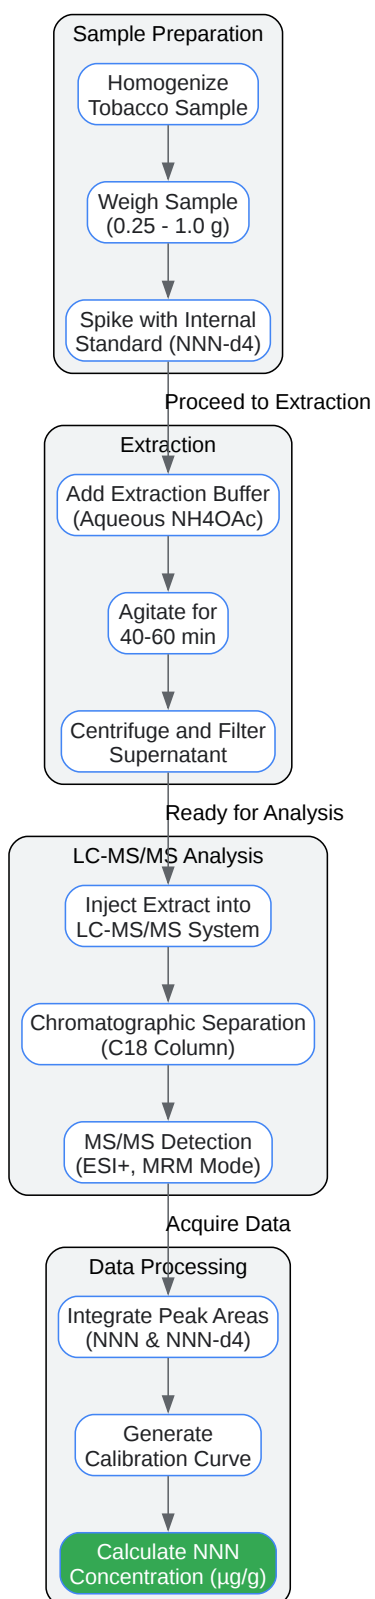 Sample Preparation
Homogenize
Tobacco Sample
Weigh Sample
(0.25 - 1.0 g)
Spike with Internal
Standard (NNN-d4)
Proceed to Extraction
Extraction
Add Extraction Buffer
(Aqueous NH4OAc)
Agitate for
40-60 min
Centrifuge and Filter
Supernatant
Ready for Analysis
LC-MS/MS Analysis
Inject Extract into
LC-MS/MS System
Chromatographic Separation
(C18 Column)
MS/MS Detection
(ESI+, MRM Mode)
Acquire Data
Data Processing
Integrate Peak Areas
(NNN & NNN-d4)
Generate
Calibration Curve
Calculate NNN
Concentration (µg/g)